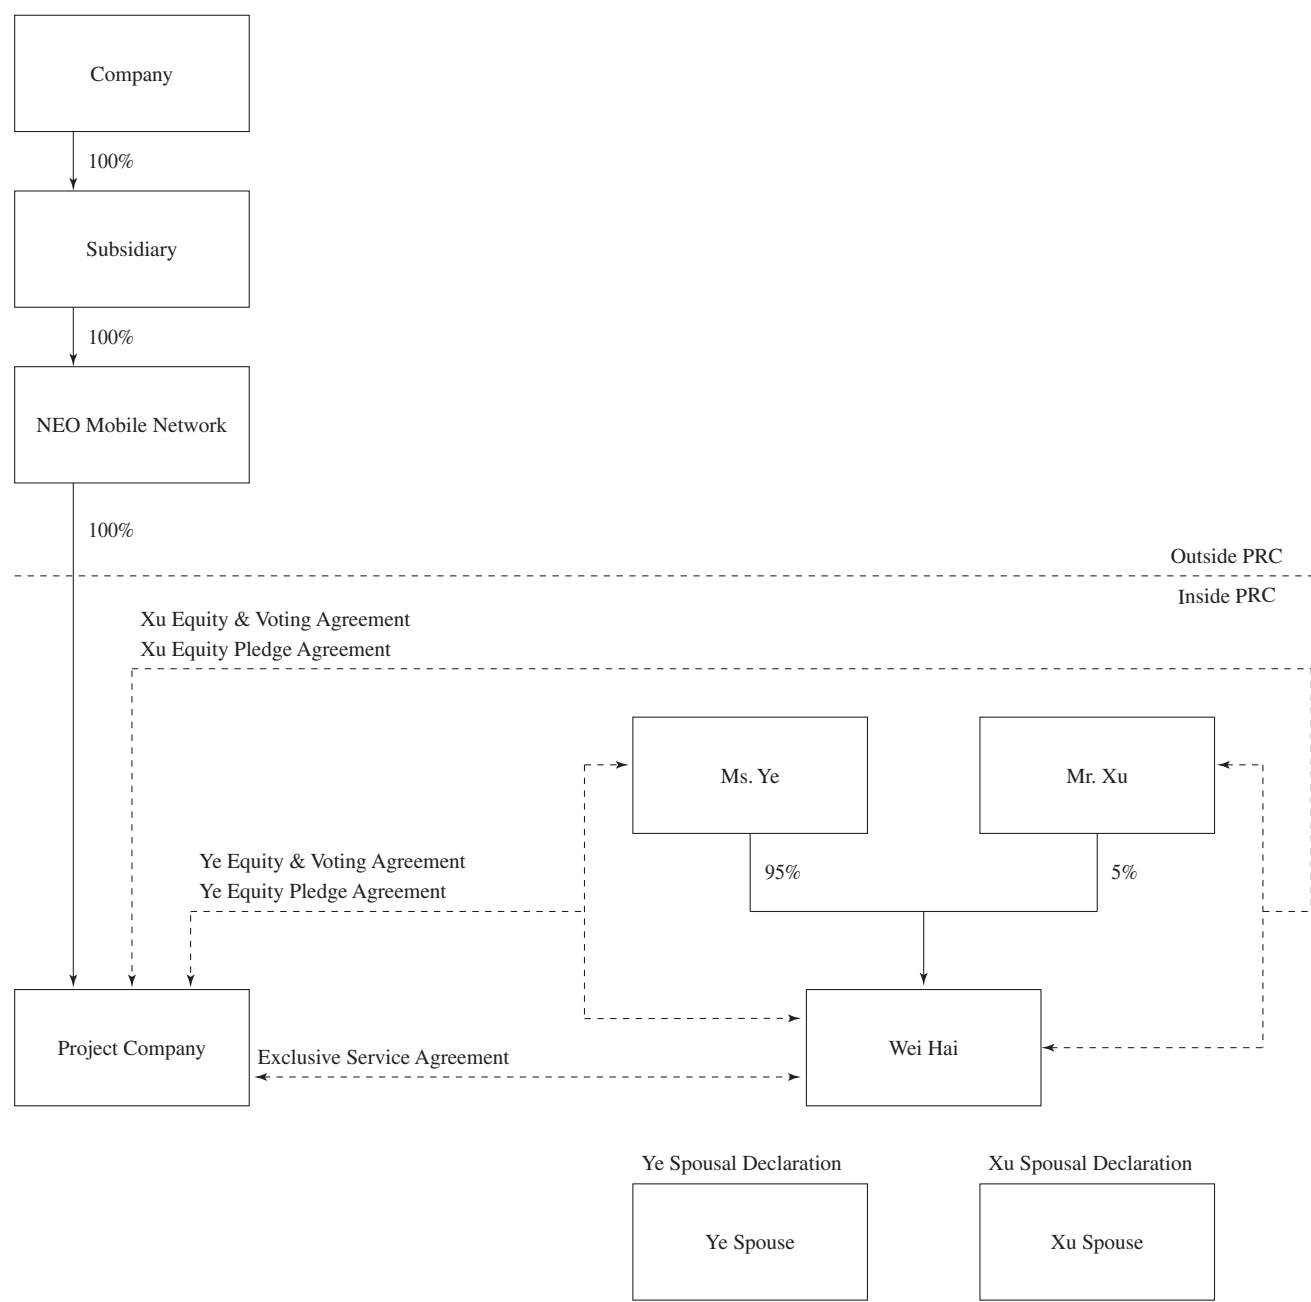 Company
100%
Subsidiary
100%
NEO Mobile Network
100%
Outside PRC
Inside PRC
Xu Equity & Voting Agreement
Xu Equity Pledge Agreement
Ms. Ye
Mr. Xu
95%
5%
Ye Equity & Voting Agreement
Ye Equity Pledge Agreement
Project Company
Exclusive Service Agreement
Wei Hai
Ye Spousal Declaration
Xu Spousal Declaration
Ye Spouse
Xu Spouse